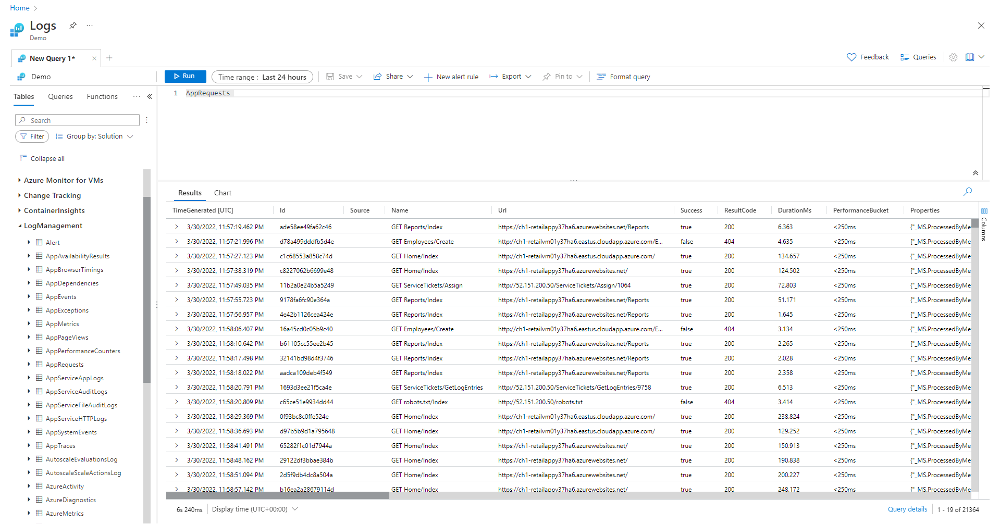 Home
Logs
Demo
New Query 1*
Feedback
Queries
Demo
Run
Time range : Last 24 hours
Save
Share
New alert rule
Export
Pin to
Format query
Tables
Queries
Functions
Search
Filter
Group by: Solution
Collapse all
Azure Monitor for VMs
Change Tracking
ContainerInsights
LogManagement
Alert
AppAvailabilityResults
AppBrowserTimings
AppDependencies
AppEvents
AppExceptions
AppMetrics
AppPageViews
AppPerformanceCounters
AppRequests
AppServiceAppLogs
AppServiceAuditLogs
AppServiceFileAuditLogs
AppServiceHTTPLogs
AppSystemEvents
AppTraces
AutoscaleEvaluationsLog
AutoscaleScaleActionsLog
AzureActivity
AzureDiagnostics
AzureMetrics
1 AppRequests
Results
Chart
TimeGenerated [UTC] Id Source Name Url Success ResultCode DurationMs PerformanceBucket Properties
3/30/2022, 11:57:19.462 PM ade58ee49fa62c46 GET Reports/Index https://ch1-retailappy37ha6.azurewebsites.net/Reports true 200 6.363 <250ms {"_MS.ProcessedByMe
3/30/2022, 11:57:21.996 PM d78a499dddfb5d4e GET Employees/Create http://ch1-retailvm01y37ha6.eastus.cloudapp.azure.com/E... false 404 4.635 <250ms {"_MS.ProcessedByMe
3/30/2022, 11:57:27.123 PM c1c68553a858c74d GET Home/Index http://ch1-retailvm01y37ha6.eastus.cloudapp.azure.com/ true 200 134.657 <250ms {"_MS.ProcessedByMe
3/30/2022, 11:57:38.319 PM c8227062b6699e48 GET Home/Index https://ch1-retailappy37ha6.azurewebsites.net/ true 200 124.502 <250ms {"_MS.ProcessedByMe
3/30/2022, 11:57:49.035 PM 11b2a0e24b5a5249 GET ServiceTickets/Assign http://52.151.200.50/ServiceTickets/Assign/1064 true 200 72.803 <250ms {"_MS.ProcessedByMe
3/30/2022, 11:57:55.723 PM 9178fa6fc90e364a GET Reports/Index https://ch1-retailappy37ha6.azurewebsites.net/Reports true 200 51.171 <250ms {"_MS.ProcessedByMe
3/30/2022, 11:57:56.957 PM 4e42b1126cea424e GET Reports/Index https://ch1-retailappy37ha6.azurewebsites.net/Reports true 200 1.645 <250ms {"_MS.ProcessedByMe
3/30/2022, 11:58:06.407 PM 16a45cd0c05b9c40 GET Employees/Create http://ch1-retailvm01y37ha6.eastus.cloudapp.azure.com/E... false 404 3.134 <250ms {"_MS.ProcessedByMe
3/30/2022, 11:58:10.642 PM b61105cc55ee2b45 GET Reports/Index https://ch1-retailappy37ha6.azurewebsites.net/Reports true 200 2.265 <250ms {"_MS.ProcessedByMe
3/30/2022, 11:58:17.498 PM 32141bd98d4f3746 GET Reports/Index https://ch1-retailappy37ha6.azurewebsites.net/Reports true 200 2.028 <250ms {"_MS.ProcessedByMe
3/30/2022, 11:58:18.022 PM aadca109deb4f549 GET Reports/Index https://ch1-retailappy37ha6.azurewebsites.net/Reports true 200 2.358 <250ms {"_MS.ProcessedByMe
3/30/2022, 11:58:20.791 PM 1693d3ee21f5ca4e GET ServiceTickets/GetLogEntries http://52.151.200.50/ServiceTickets/GetLogEntries/9758 true 200 6.513 <250ms {"_MS.ProcessedByMe
3/30/2022, 11:58:20.809 PM c65ce51e9934dd44 GET robots.txt/Index http://52.151.200.50/robots.txt false 404 3.414 <250ms {"_MS.ProcessedByMe
3/30/2022, 11:58:29.369 PM 0f93bc8c0ffe524e GET Home/Index http://ch1-retailvm01y37ha6.eastus.cloudapp.azure.com/ true 200 238.824 <250ms {"_MS.ProcessedByMe
3/30/2022, 11:58:36.693 PM d97b5b9d1a795648 GET Home/Index http://ch1-retailvm01y37ha6.eastus.cloudapp.azure.com/ true 200 129.252 <250ms {"_MS.ProcessedByMe
3/30/2022, 11:58:41.491 PM 65282f1c01d7944a GET Home/Index https://ch1-retailappy37ha6.azurewebsites.net/ true 200 150.913 <250ms {"_MS.ProcessedByMe
3/30/2022, 11:58:48.162 PM 29122df3bbae384b GET Home/Index https://ch1-retailappy37ha6.azurewebsites.net/ true 200 190.838 <250ms {"_MS.ProcessedByMe
3/30/2022, 11:58:51.094 PM 2d5f9db4dc8a504a GET Home/Index https://ch1-retailappy37ha6.azurewebsites.net/ true 200 200.227 <250ms {"_MS.ProcessedByMe
3/30/2022, 11:58:57.142 PM b16ea2a28679114d GET Home/Index https://ch1-retailappy37ha6.azurewebsites.net/ true 200 248.172 <250ms {"_MS.ProcessedByMe
Columns
6s 240ms
Display time (UTC+00:00)
Query details
1 - 19 of 21364